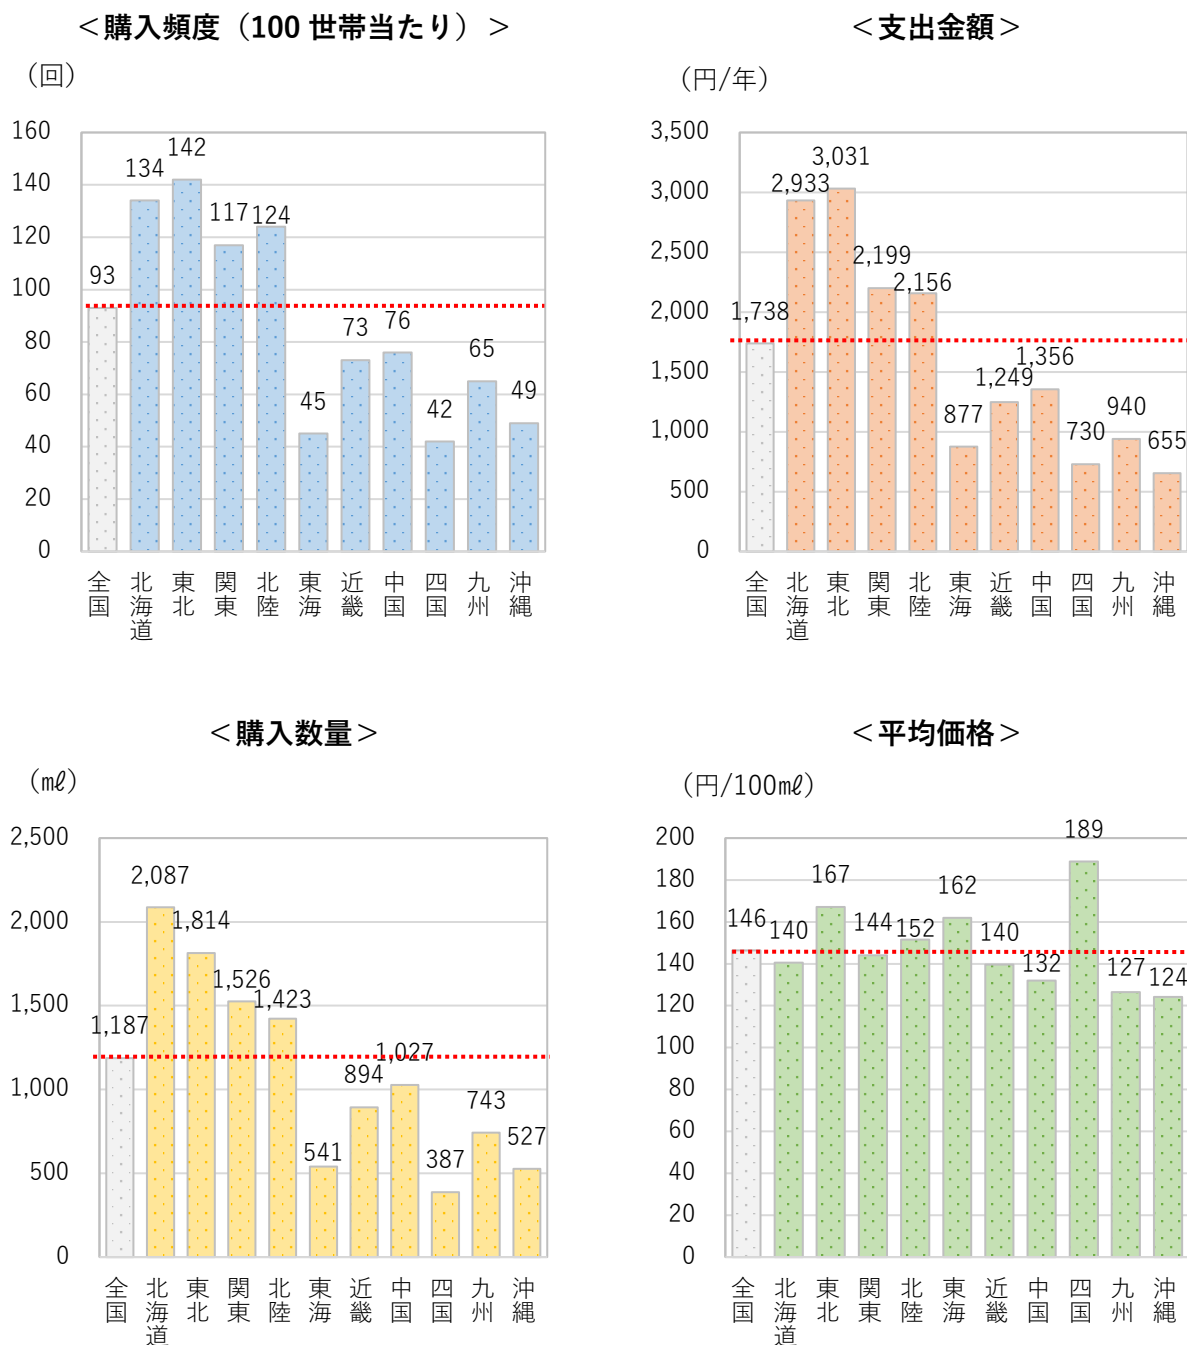 ＜購入頻度（100 世帯当たり）＞
（回）
160
140
120
100
80
60
40
20
0
93
134
142
117
124
45
73
76
42
65
49
全国
北海道
東北
関東
北陸
東海
近畿
中国
四国
九州
沖縄
＜支出金額＞
（円/年）
3,500
3,000
2,500
2,000
1,500
1,000
500
0
1,738
2,933
3,031
2,199
2,156
877
1,249
1,356
730
940
655
全国
北海道
東北
関東
北陸
東海
近畿
中国
四国
九州
沖縄
＜購入数量＞
（㎖）
2,500
2,000
1,500
1,000
500
0
1,187
2,087
1,814
1,526
1,423
541
894
1,027
387
743
527
全国
北海道
東北
関東
北陸
東海
近畿
中国
四国
九州
沖縄
＜平均価格＞
（円/100㎖）
200
180
160
140
120
100
80
60
40
20
0
146
140
167
144
152
162
140
132
189
127
124
全国
北海道
東北
関東
北陸
東海
近畿
中国
四国
九州
沖縄